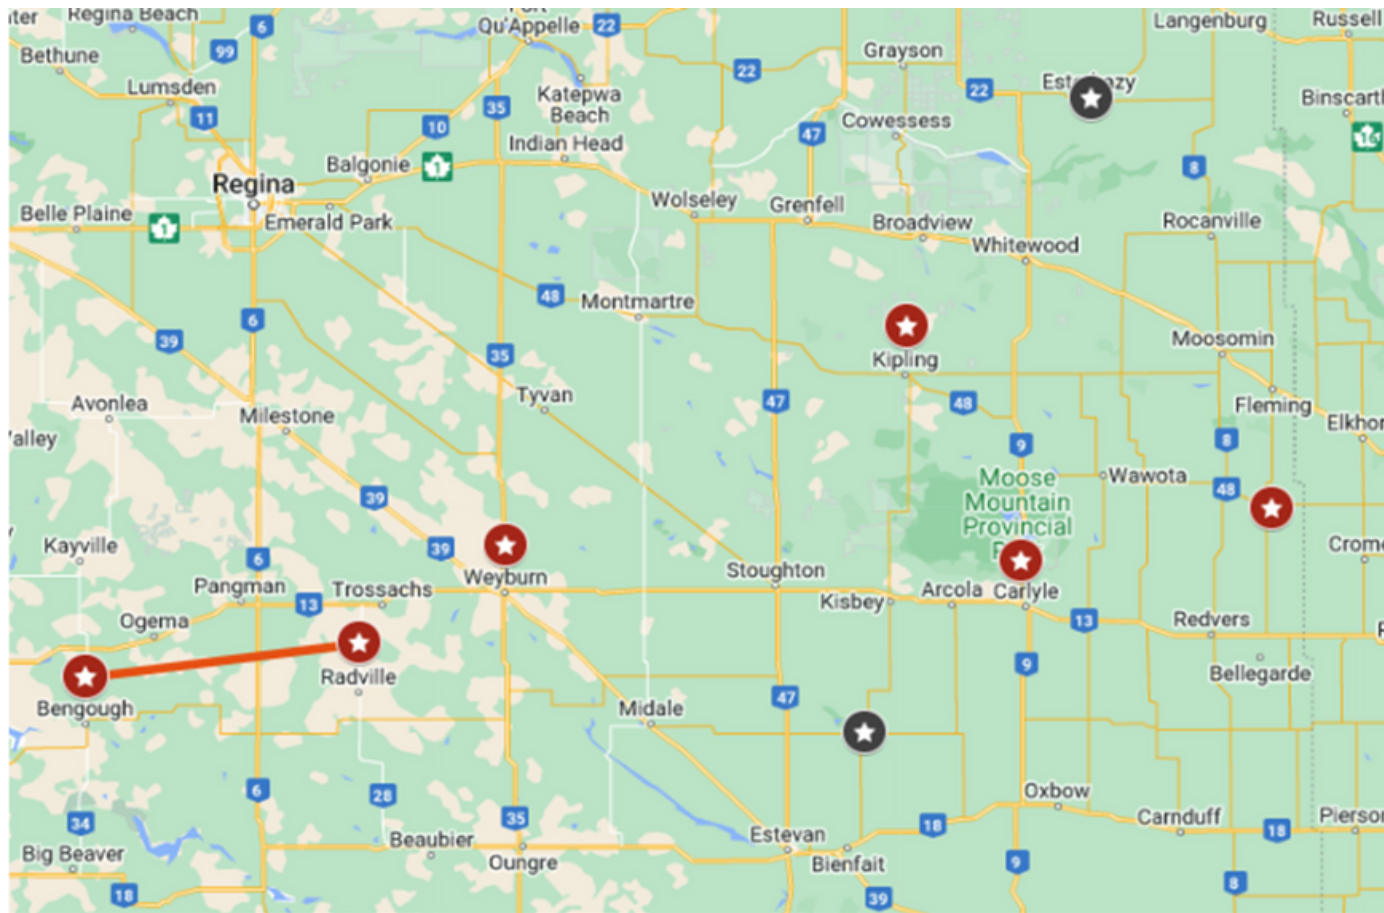 Regina Beach
6
Qu'Appelle
22
Langenburg
Russell
Bethune
99
Grayson
22
Lumsden
Katepwa
Beach
22
11
35
10
47
Cowessess
Indian Head
Balgonie
1
8
Regina
Wolseley
Grenfell
Belle Plaine
1
Emerald Park
Broadview
Rocanville
Whitewood
48
Montmartre
6
39
35
Kipling
Moosomin
Tyvan
47
48
Avonlea
Fleming
Milestone
9
8
Wawota
Moose
Mountain
Provincial
48
39
Kayville
39
6
Weyburn
Stoughton
Pangman
13
Trossachs
Kisbey
Arcola
Carlyle
Ogema
13
Redvers
9
Radville
Bellegarde
Bengough
47
Midale
6
28
Oxbow
34
35
18
Carnduff
18
Beaubier
Estevan
Big Beaver
Oungre
Bienfait
9
18
39
8